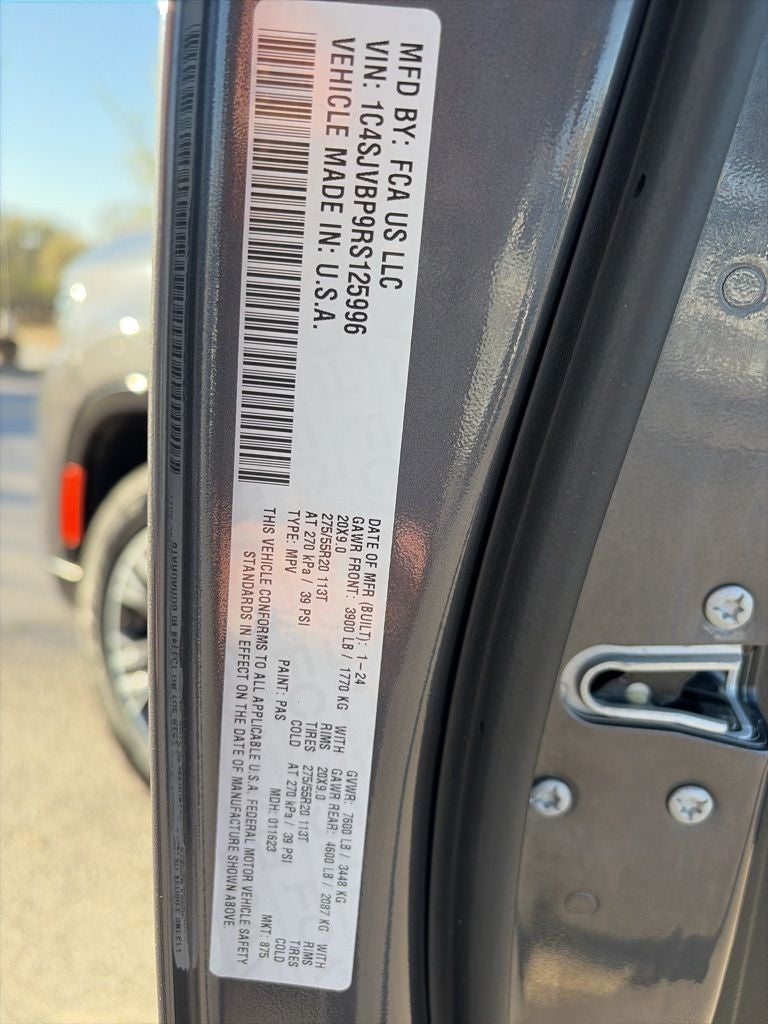 MFD BY: FCA US LLC
VIN: 1C4SJVBP9RS125996
VEHICLE MADE IN: U.S.A.
DATE OF MFR (BUILT): 1-24 GVWR: 7600 LB / 3448 KG
GAWR FRONT: 3900 LB / 1770 KG WITH GAWR REAR: 4600 LB / 2087 KG WITH
20X9.0 RIMS 20X9.0 RIMS
275/55R20 113T TIRES 275/55R20 113T TIRES
AT 270 kPa / 39 PSI COLD AT 270 kPa / 39 PSI COLD
TYPE: MPV PAINT: PAS MDH: 011623 MKT: 875
THIS VEHICLE CONFORMS TO ALL APPLICABLE U.S.A. FEDERAL MOTOR VEHICLE SAFETY
STANDARDS IN EFFECT ON THE DATE OF MANUFACTURE SHOWN ABOVE.